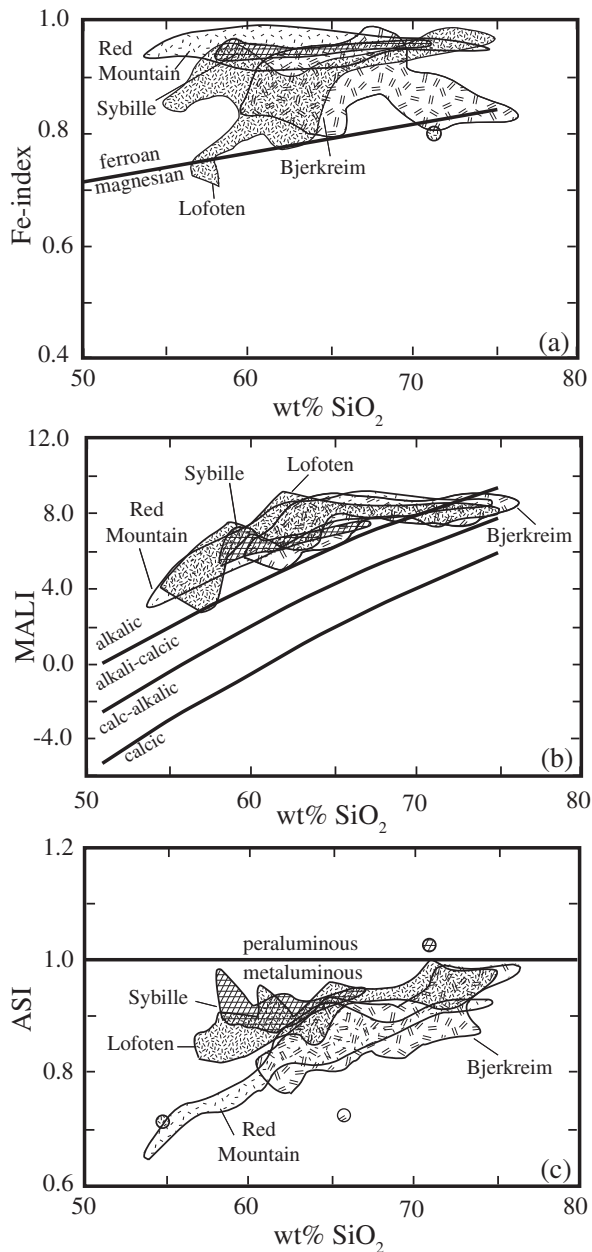 1.0
Red
Mountain
Sybille
0.8
ferroan
magnesian
Bjerkreim
Lofoten
Fe-index
0.6
0.4
(a)
50
60
70
80
wt% SiO2
12.0
Lofoten
Sybille
8.0
Red
Mountain
Bjerkreim
4.0
MALI
alkalic
0.0
alkali-calcic
calc-alkalic
-4.0
calcic
(b)
50
60
70
80
wt% SiO2
1.2
1.0
peraluminous
metaluminous
ASI
Sybille
Lofoten
Bjerkreim
0.8
Red
Mountain
0.6
(c)
50
60
70
80
wt% SiO2